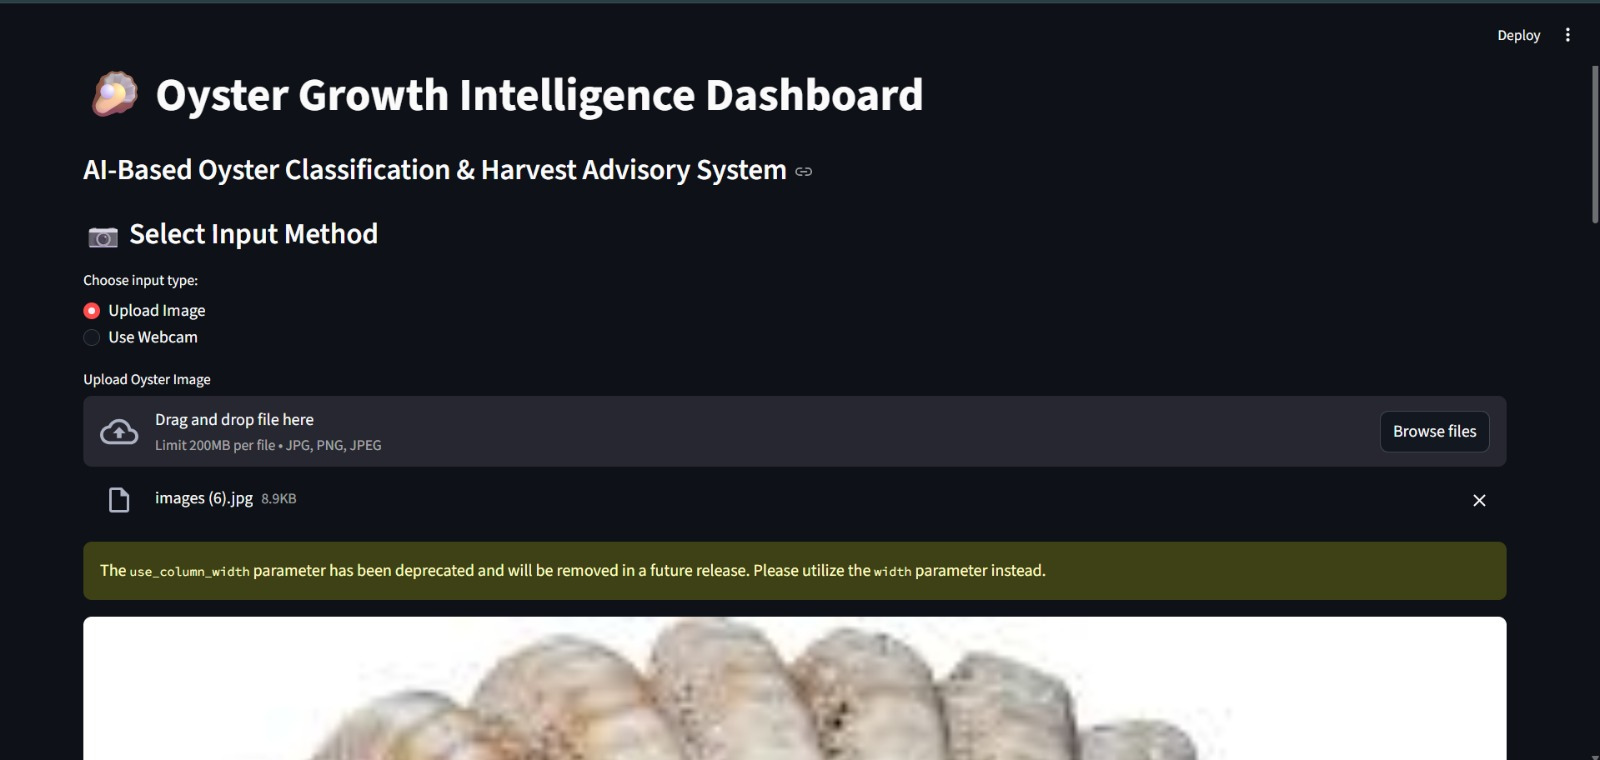 Deploy
Oyster Growth Intelligence Dashboard
AI-Based Oyster Classification & Harvest Advisory System
Select Input Method
Choose input type:
Upload Image
Use Webcam
Upload Oyster Image
Drag and drop file here
Limit 200MB per file • JPG, PNG, JPEG
Browse files
images (6).jpg 8.9KB
The use_column_width parameter has been deprecated and will be removed in a future release. Please utilize the width parameter instead.